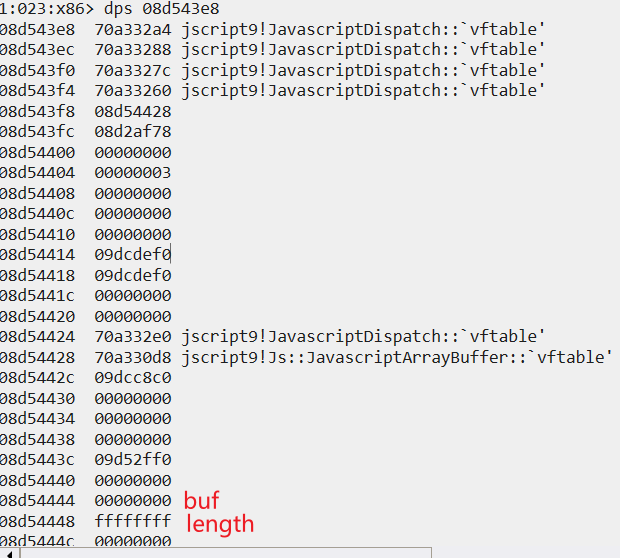 1:023:x86> dps 08d543e8
08d543e8 70a332a4 jscript9!JavascriptDispatch::`vftable'
08d543ec 70a33288 jscript9!JavascriptDispatch::`vftable'
08d543f0 70a3327c jscript9!JavascriptDispatch::`vftable'
08d543f4 70a33260 jscript9!JavascriptDispatch::`vftable'
08d543f8 08d54428
08d543fc 08d2af78
08d54400 00000000
08d54404 00000003
08d54408 00000000
08d5440c 00000000
08d54410 00000000
08d54414 09dcdef0
08d54418 09dcdef0
08d5441c 00000000
08d54420 00000000
08d54424 70a332e0 jscript9!JavascriptDispatch::`vftable'
08d54428 70a330d8 jscript9!Js::JavascriptArrayBuffer::`vftable'
08d5442c 09dcc8c0
08d54430 00000000
08d54434 00000000
08d54438 00000000
08d5443c 09d52ff0
08d54440 00000000
08d54444 00000000 buf
08d54448 ffffffff length
08d5444c 00000000